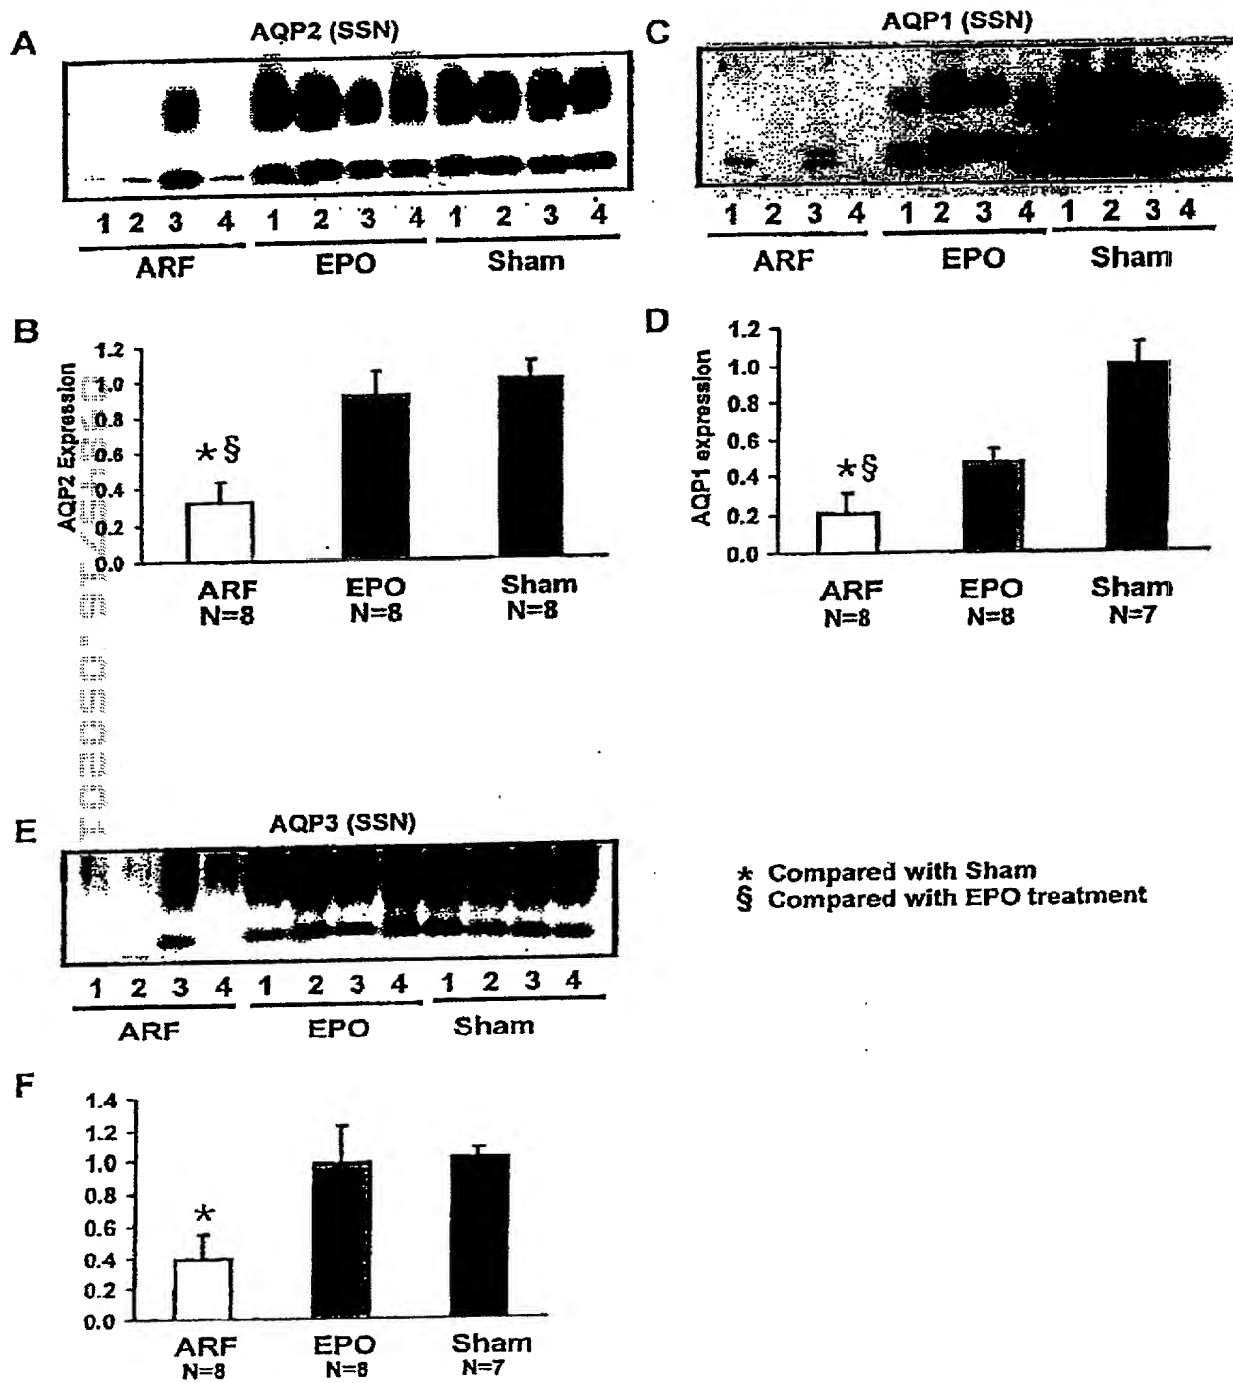 A
AQP2 (SSN)
1 2 3 4 1 2 3 4 1 2 3 4
ARF EPO Sham
C
AQP1 (SSN)
1 2 3 4 1 2 3 4 1 2 3 4
ARF EPO Sham
B
AQP2 Expression
1.2
1.0
0.8
0.6
0.4
0.2
0.0
* §
ARF EPO Sham
N=8 N=8 N=8
D
AQP1 expression
1.2
1.0
0.8
0.6
0.4
0.2
0.0
*§
ARF EPO Sham
N=8 N=8 N=7
E
AQP3 (SSN)
1 2 3 4 1 2 3 4 1 2 3 4
ARF EPO Sham
* Compared with Sham
§ Compared with EPO treatment
F
1.4
1.2
1.0
0.8
0.6
0.4
0.2
0.0
*
ARF EPO Sham
N=8 N=8 N=7